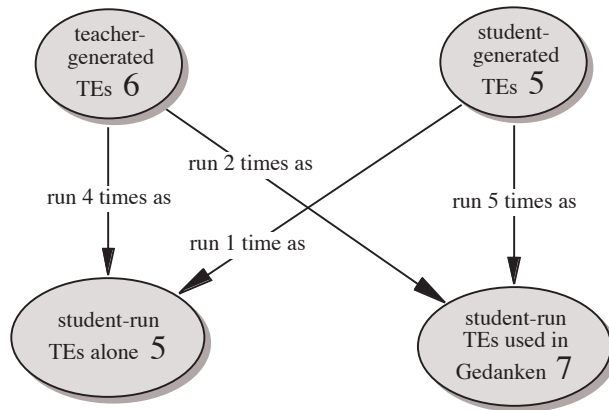 teacher-
generated
TEs 6
student-
generated
TEs 5
run 2 times as
run 4 times as
run 5 times as
run 1 time as
student-run
TEs alone 5
student-run
TEs used in
Gedanken 7